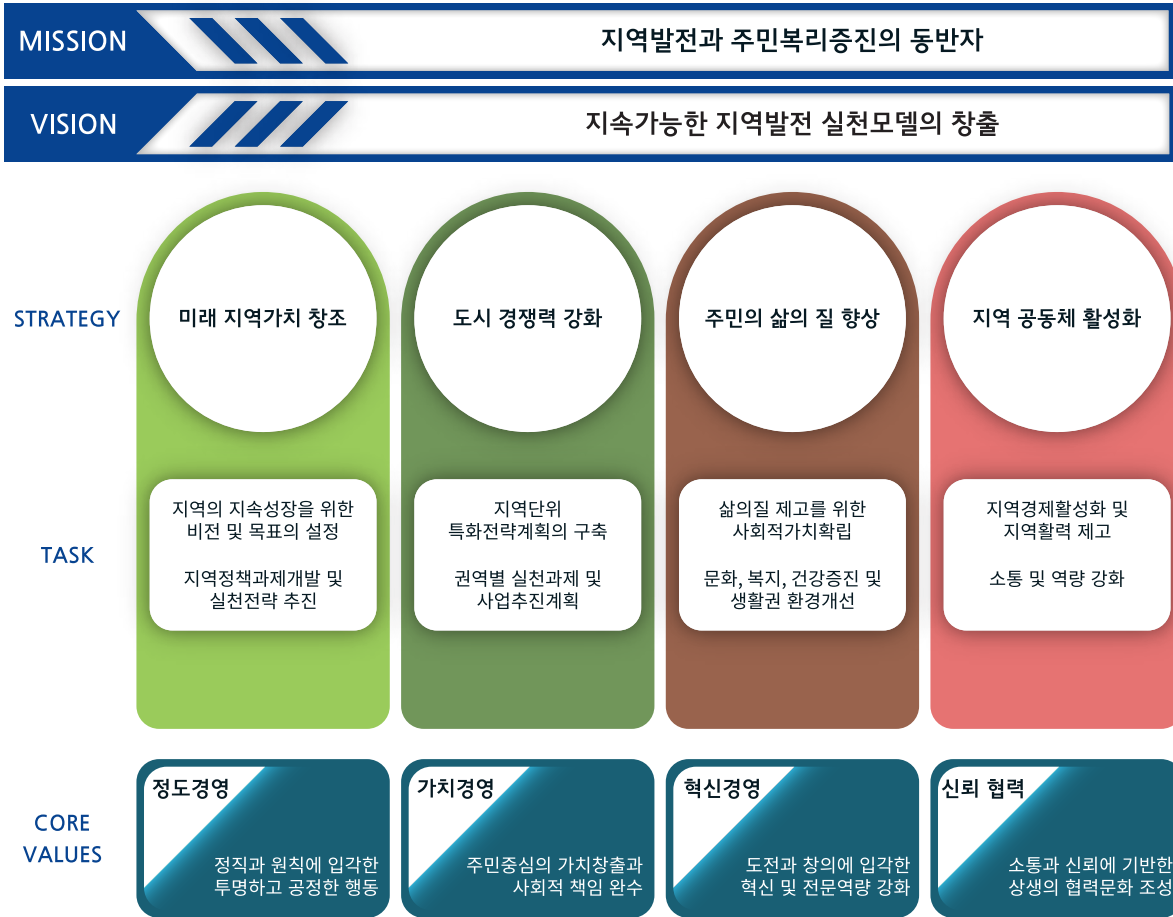 MISSION
지역발전과 주민복리증진의 동반자
VISION
지속가능한 지역발전 실천모델의 창출
STRATEGY
미래 지역가치 창조
도시 경쟁력 강화
주민의 삶의 질 향상
지역 공동체 활성화
TASK
지역의 지속성장을 위한
비전 및 목표의 설정
지역정책과제개발 및
실천전략 추진
지역단위
특화전략계획의 구축
권역별 실천과제 및
사업추진계획
삶의질 제고를 위한
사회적가치확립
문화, 복지, 건강증진 및
생활권 환경개선
지역경제활성화 및
지역활력 제고
소통 및 역량 강화
CORE
VALUES
정도경영
정직과 원칙에 입각한
투명하고 공정한 행동
가치경영
주민중심의 가치창출과
사회적 책임 완수
혁신경영
도전과 창의에 입각한
혁신 및 전문역량 강화
신뢰 협력
소통과 신뢰에 기반한
상생의 협력문화 조성